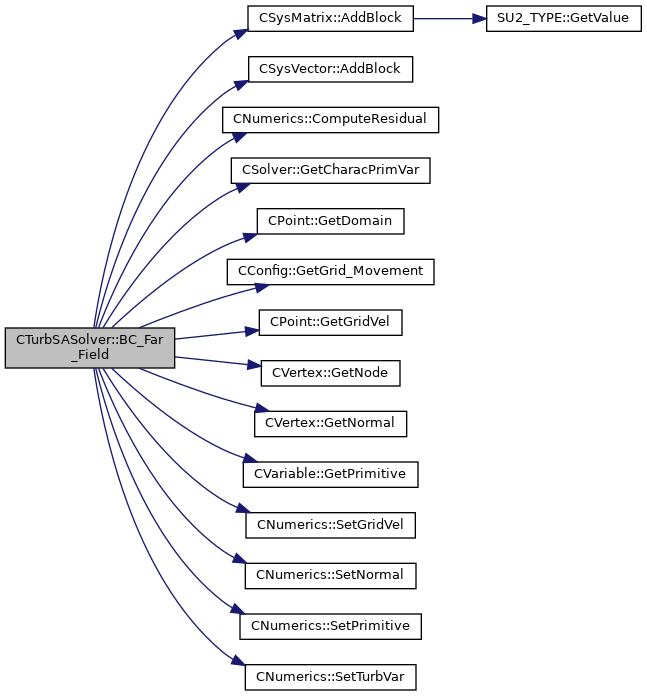 CSysMatrix::AddBlock
SU2_TYPE::GetValue
CSysVector::AddBlock
CNumerics::ComputeResidual
CSolver::GetCharacPrimVar
CPoint::GetDomain
CConfig::GetGrid_Movement
CPoint::GetGridVel
CTurbSASolver::BC_Far
_Field
CVertex::GetNode
CVertex::GetNormal
CVariable::GetPrimitive
CNumerics::SetGridVel
CNumerics::SetNormal
CNumerics::SetPrimitive
CNumerics::SetTurbVar